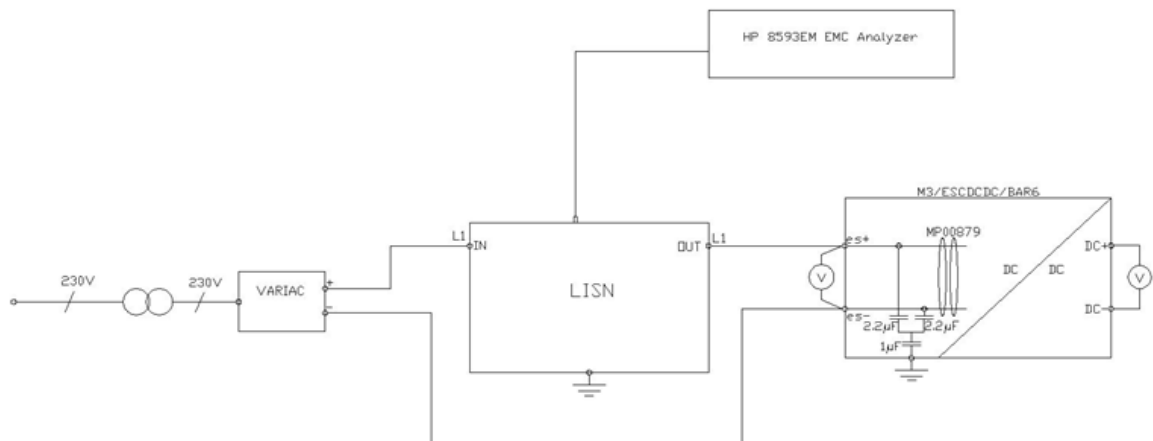 HP 8593EM EMC Analyzer
M3/ESCDCDC/BAR6
L1
IN
OUT
L1
es+
MP00879
DC+
230V
230V
VARIAC
+
-
LISN
V
DC
DC
V
es-
DC-
2.2µF
2.2µF
1µF